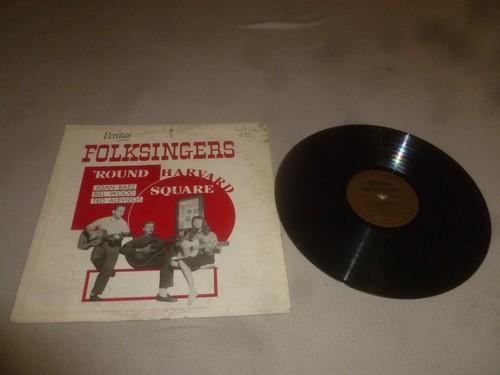 Veritas
FOLKSINGERS
'ROUND
HARVARD
SQUARE
JOAN BAEZ
BILL WOOD
TED ALEVIZOS